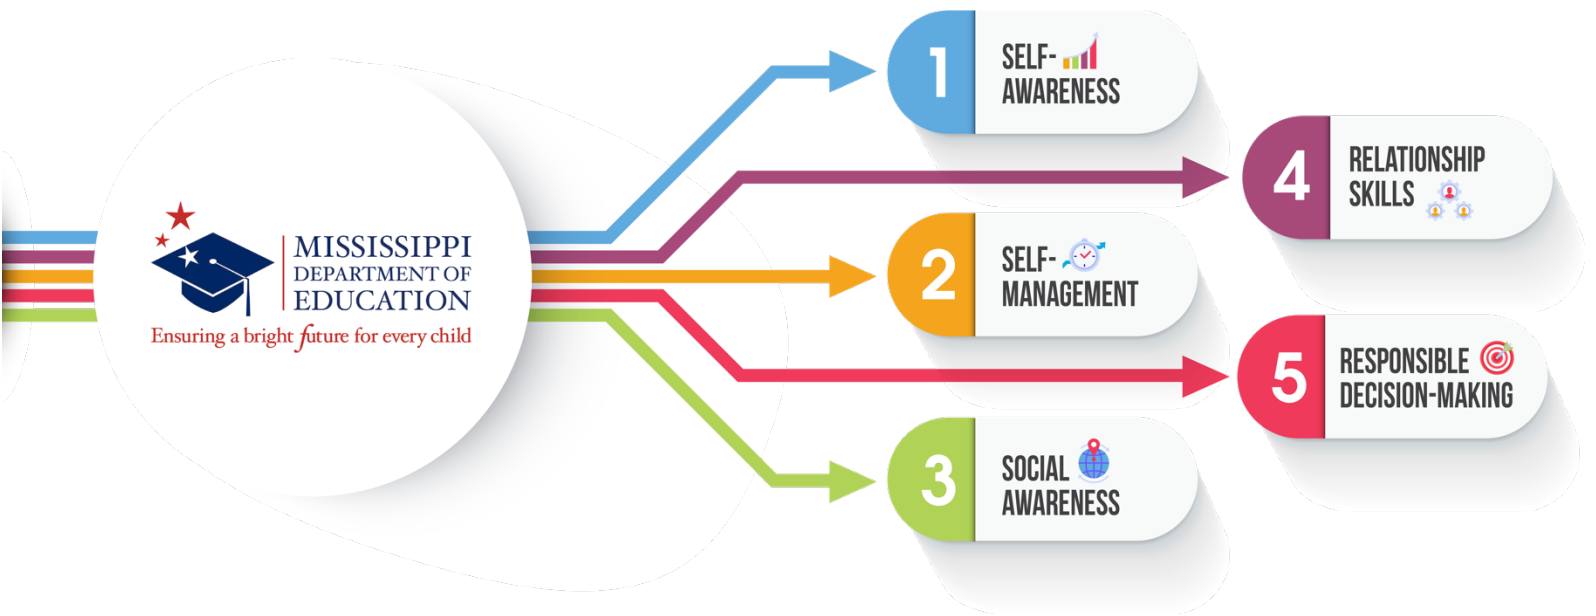 MISSISSIPPI
DEPARTMENT OF
EDUCATION
Ensuring a bright future for every child
1
SELF-
AWARENESS
2
SELF-
MANAGEMENT
3
SOCIAL
AWARENESS
4
RELATIONSHIP
SKILLS
5
RESPONSIBLE
DECISION-MAKING